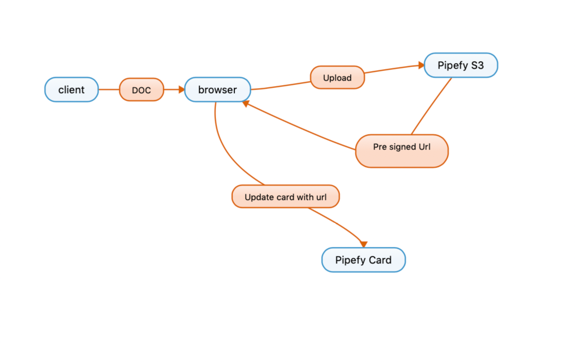 client
DOC
browser
Upload
Pipefy S3
Pre signed Url
Update card with url
Pipefy Card